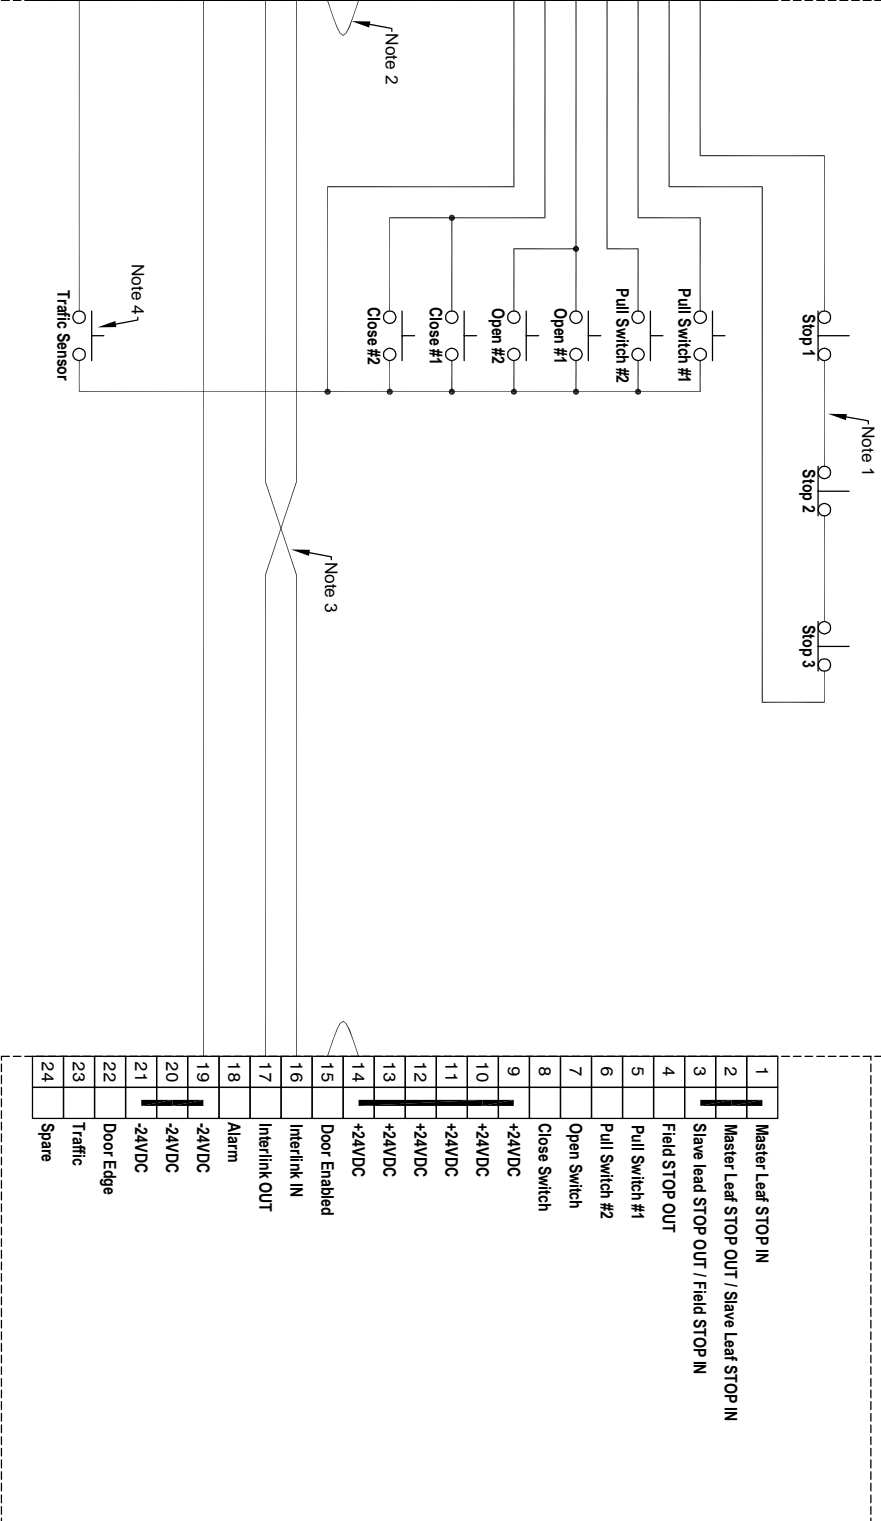 Note 1
Stop 1
Stop 2
Stop 3
Pull Switch #1
Pull Switch #2
Open #1
Open #2
Close #1
Close #2
Note 2
Note 3
Note 4
Traffic Sensor
1 Master Leaf STOP IN
2 Master Leaf STOP OUT / Slave Leaf STOP IN
3 Slave lead STOP OUT / Field STOP IN
4 Field STOP OUT
5 Pull Switch #1
6 Pull Switch #2
7 Open Switch
8 Close Switch
9 +24VDC
10 +24VDC
11 +24VDC
12 +24VDC
13 +24VDC
14 +24VDC
15 Door Enabled
16 Interlink IN
17 Interlink OUT
18 Alarm
19 -24VDC
20 -24VDC
21 -24VDC
22 Door Edge
23 Traffic
24 Spare